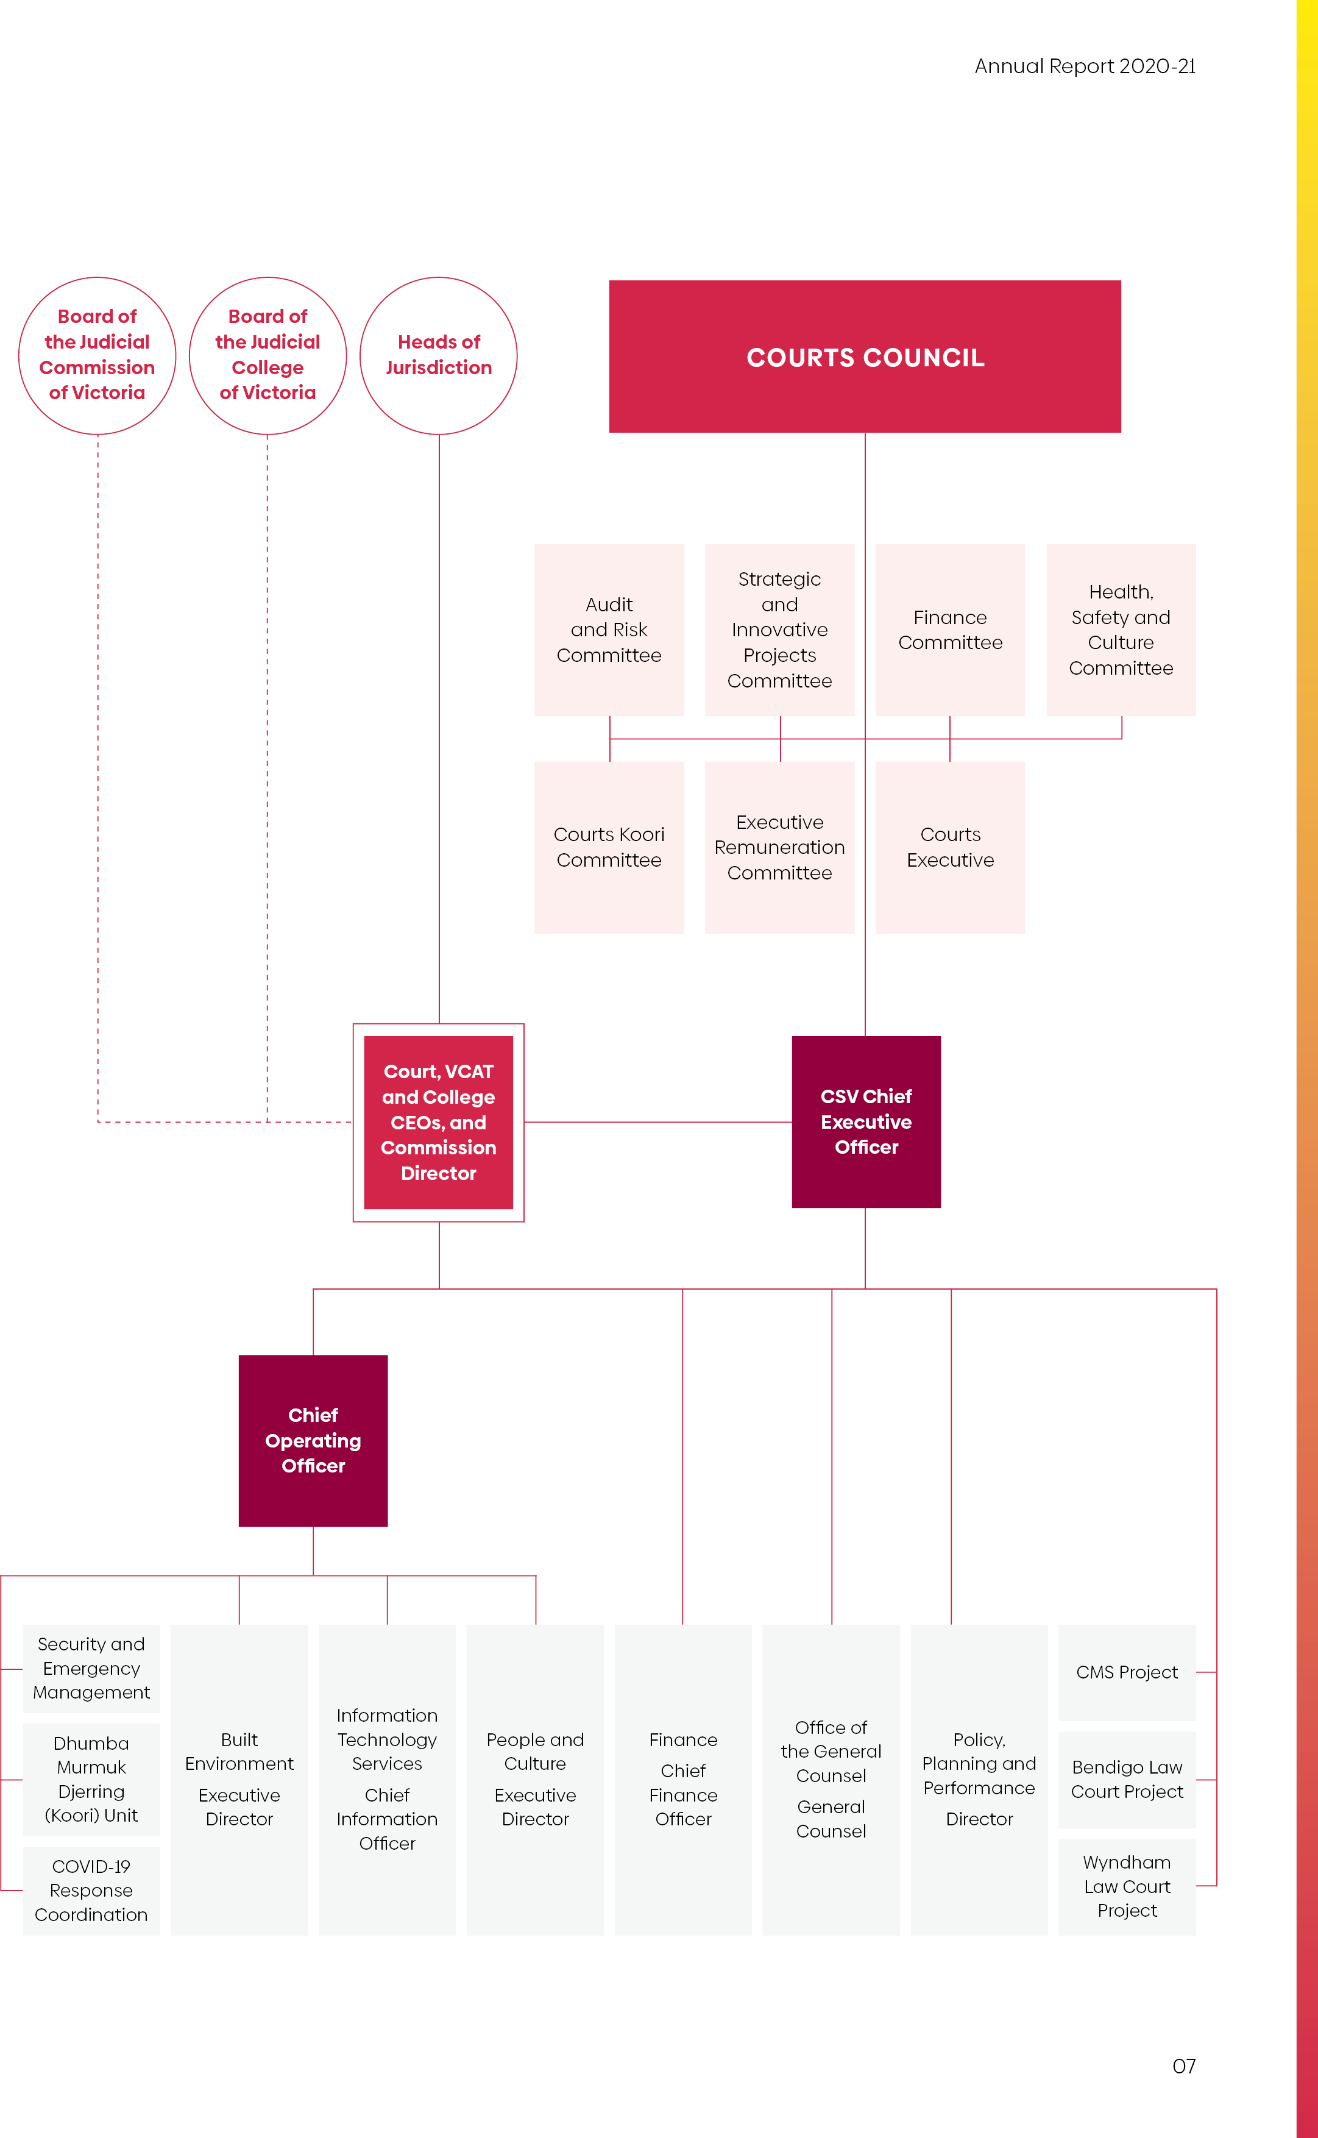 Annual Report 2020-21
Board of
the Judicial
Commission
of Victoria
Board of
the Judicial
College
of Victoria
Heads of
Jurisdiction
COURTS COUNCIL
Audit
and Risk
Committee
Strategic
and
Innovative
Projects
Committee
Finance
Committee
Health,
Safety and
Culture
Committee
Courts Koori
Committee
Executive
Remuneration
Committee
Courts
Executive
Court, VCAT
and College
CEOs, and
Commission
Director
CSV Chief
Executive
Officer
Chief
Operating
Officer
Security and
Emergency
Management
Dhumba
Murmuk
Djerring
(Koori) Unit
COVID-19
Response
Coordination
Built
Environment
Executive
Director
Information
Technology
Services
Chief
Information
Officer
People and
Culture
Executive
Director
Finance
Chief
Finance
Officer
Office of
the General
Counsel
General
Counsel
Policy,
Planning and
Performance
Director
CMS Project
Bendigo Law
Court Project
Wyndham
Law Court
Project
07